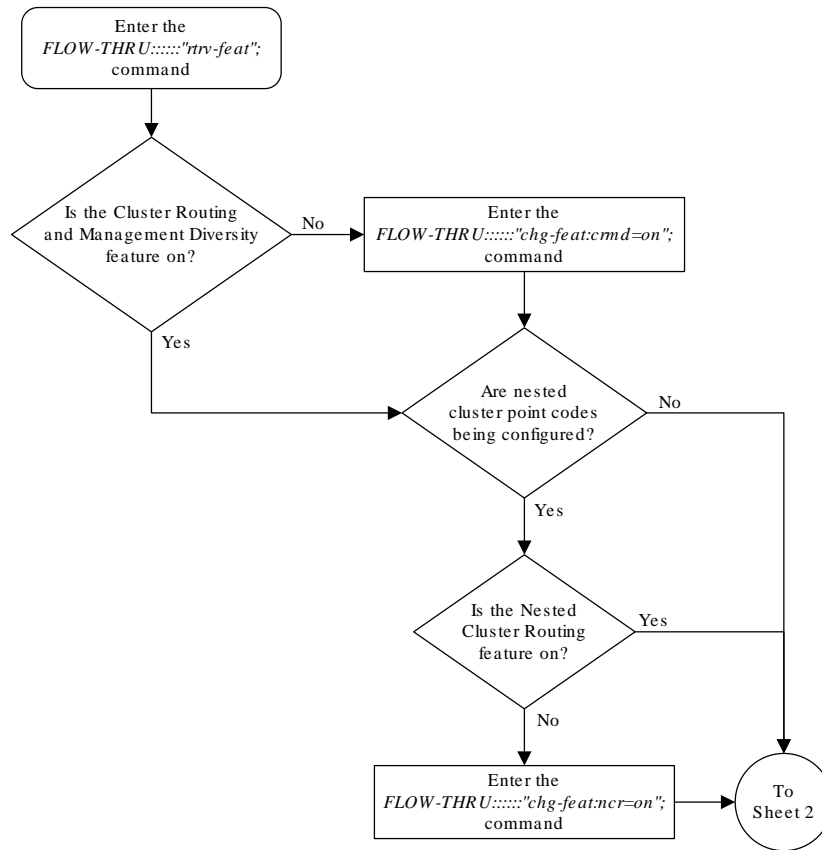 Enter the
FLOW-THRU::::::"rtrv-feat";
command
Is the Cluster Routing
and Management Diversity
feature on?
No
Enter the
FLOW-THRU::::::"chg-feat:crmd=on";
command
Yes
Are nested
cluster point codes
being configured?
No
Yes
Is the Nested
Cluster Routing
feature on?
Yes
No
Enter the
FLOW-THRU::::::"chg-feat:ncr=on";
command
To
Sheet 2